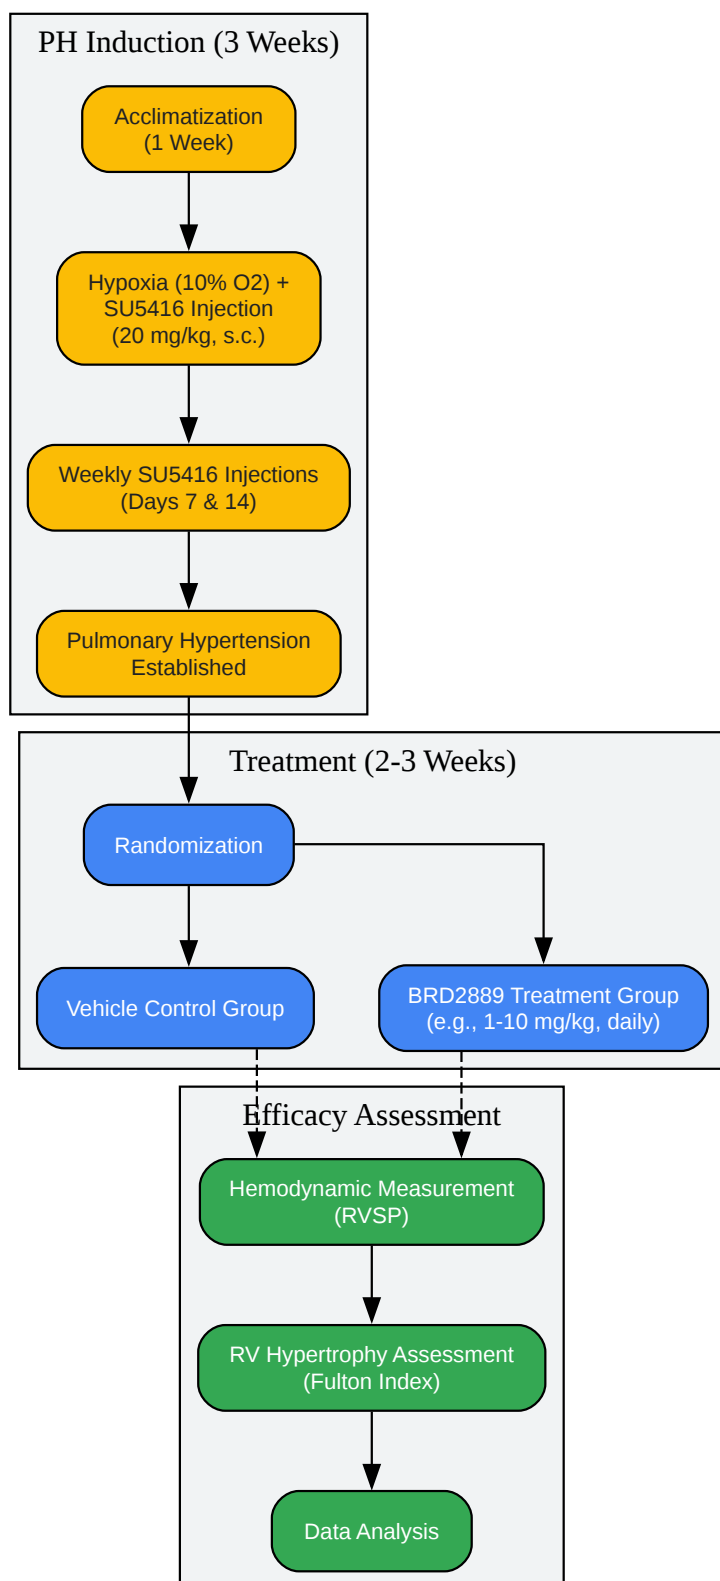 PH Induction (3 Weeks)
Acclimatization
(1 Week)
Hypoxia (10% O2) +
SU5416 Injection
(20 mg/kg, s.c.)
Weekly SU5416 Injections
(Days 7 & 14)
Pulmonary Hypertension
Established
Treatment (2-3 Weeks)
Randomization
Vehicle Control Group
BRD2889 Treatment Group
(e.g., 1-10 mg/kg, daily)
Efficacy Assessment
Hemodynamic Measurement
(RVSP)
RV Hypertrophy Assessment
(Fulton Index)
Data Analysis